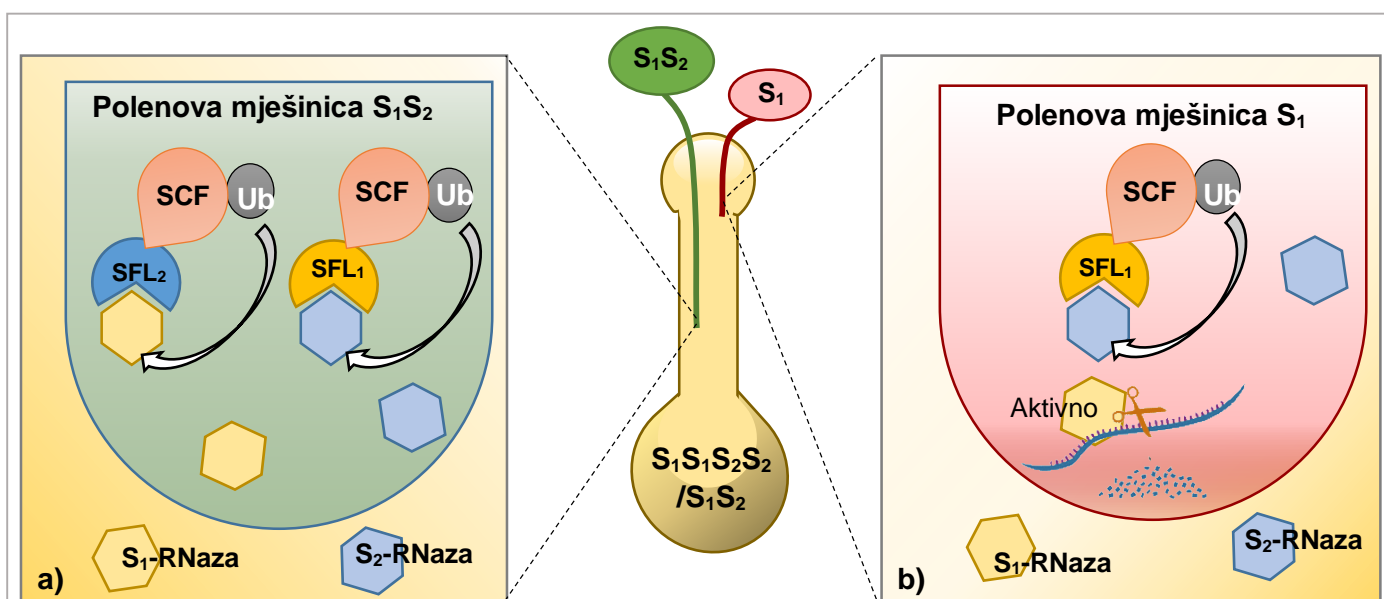 Polenova mješinica S₁S₂
SCF
Ub
SCF
Ub
SFL₂
SFL₁
S₁-RNaza
S₂-RNaza
a)
S₁S₂
S₁
S₁S₁S₂S₂
/S₁S₂
Polenova mješinica S₁
SCF
Ub
SFL₁
Aktivno
S₁-RNaza
S₂-RNaza
b)